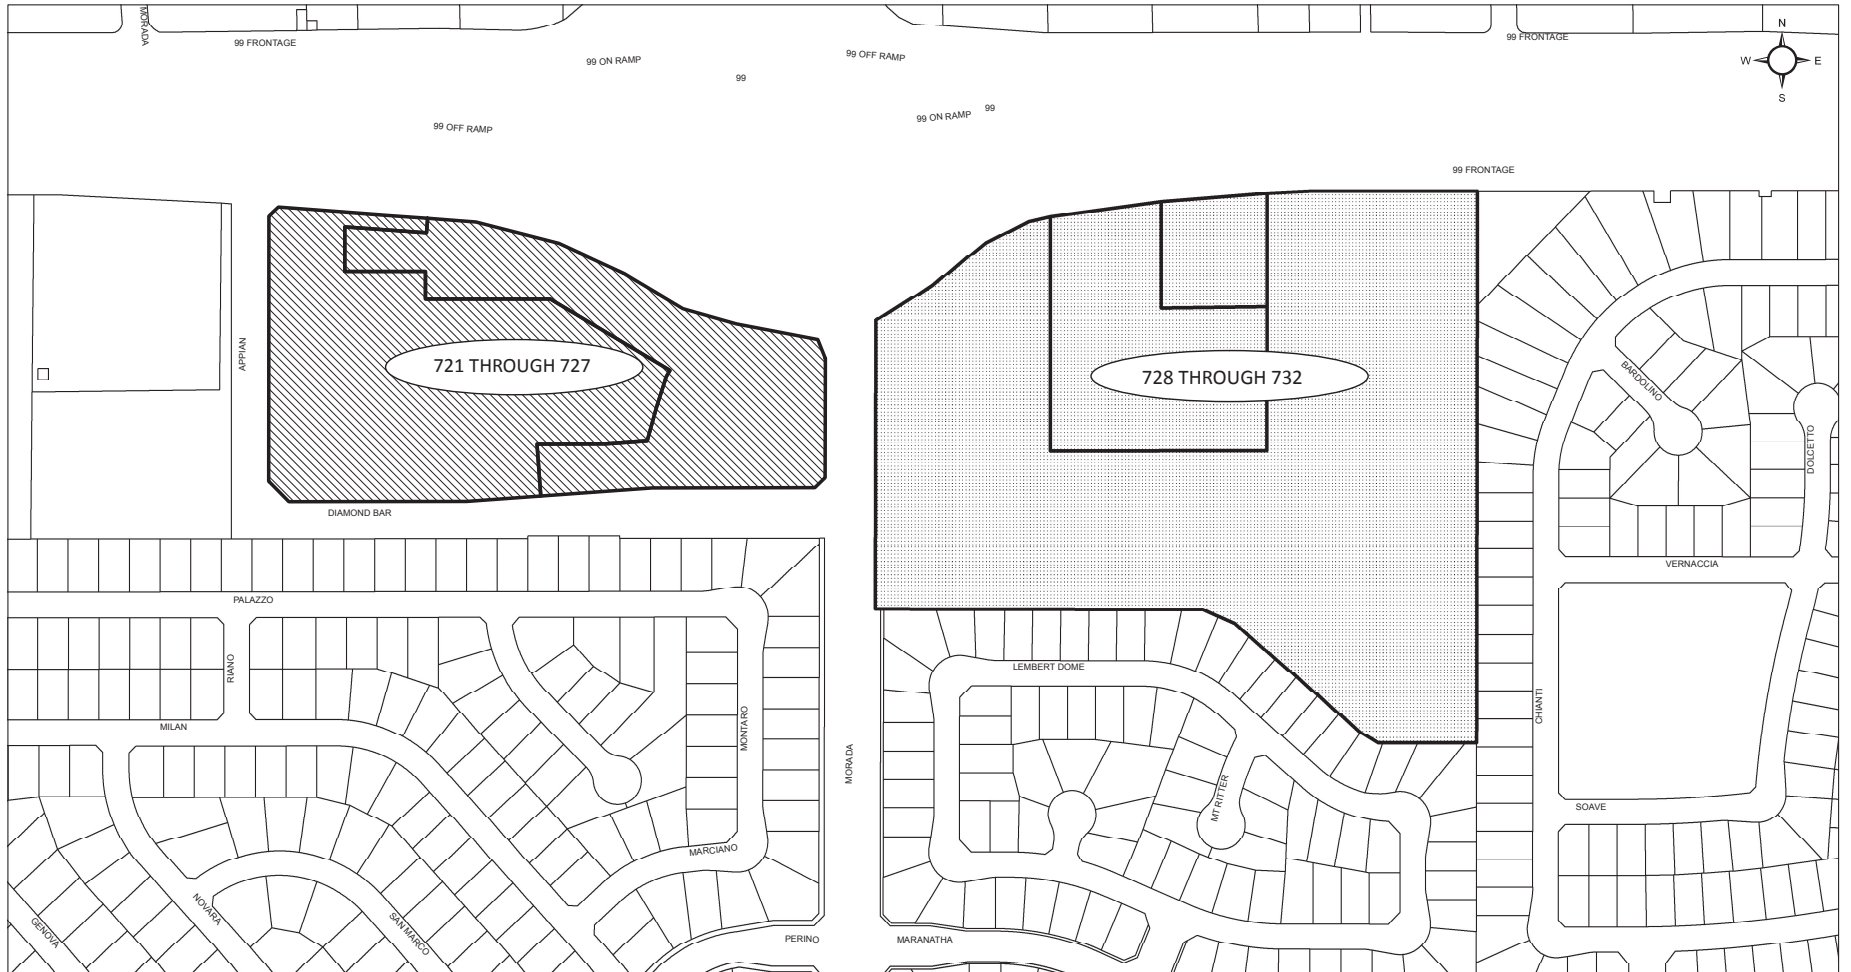 MORADA
99 FRONTAGE
99 ON RAMP
99
99 OFF RAMP
99 FRONTAGE
N
W
E
S
99 OFF RAMP
99 ON RAMP
99
99 FRONTAGE
APPIAN
721 THROUGH 727
728 THROUGH 732
BARDOLINO
DOLCETTO
DIAMOND BAR
VERNACCIA
PALAZZO
RIANO
LEMBERT DOME
MILAN
MONTARO
MORADA
CHIANTI
MT RITTER
SOAVE
MARCIANO
NOVARA
SAN MARCO
GENOVA
PERINO
MARANATHA